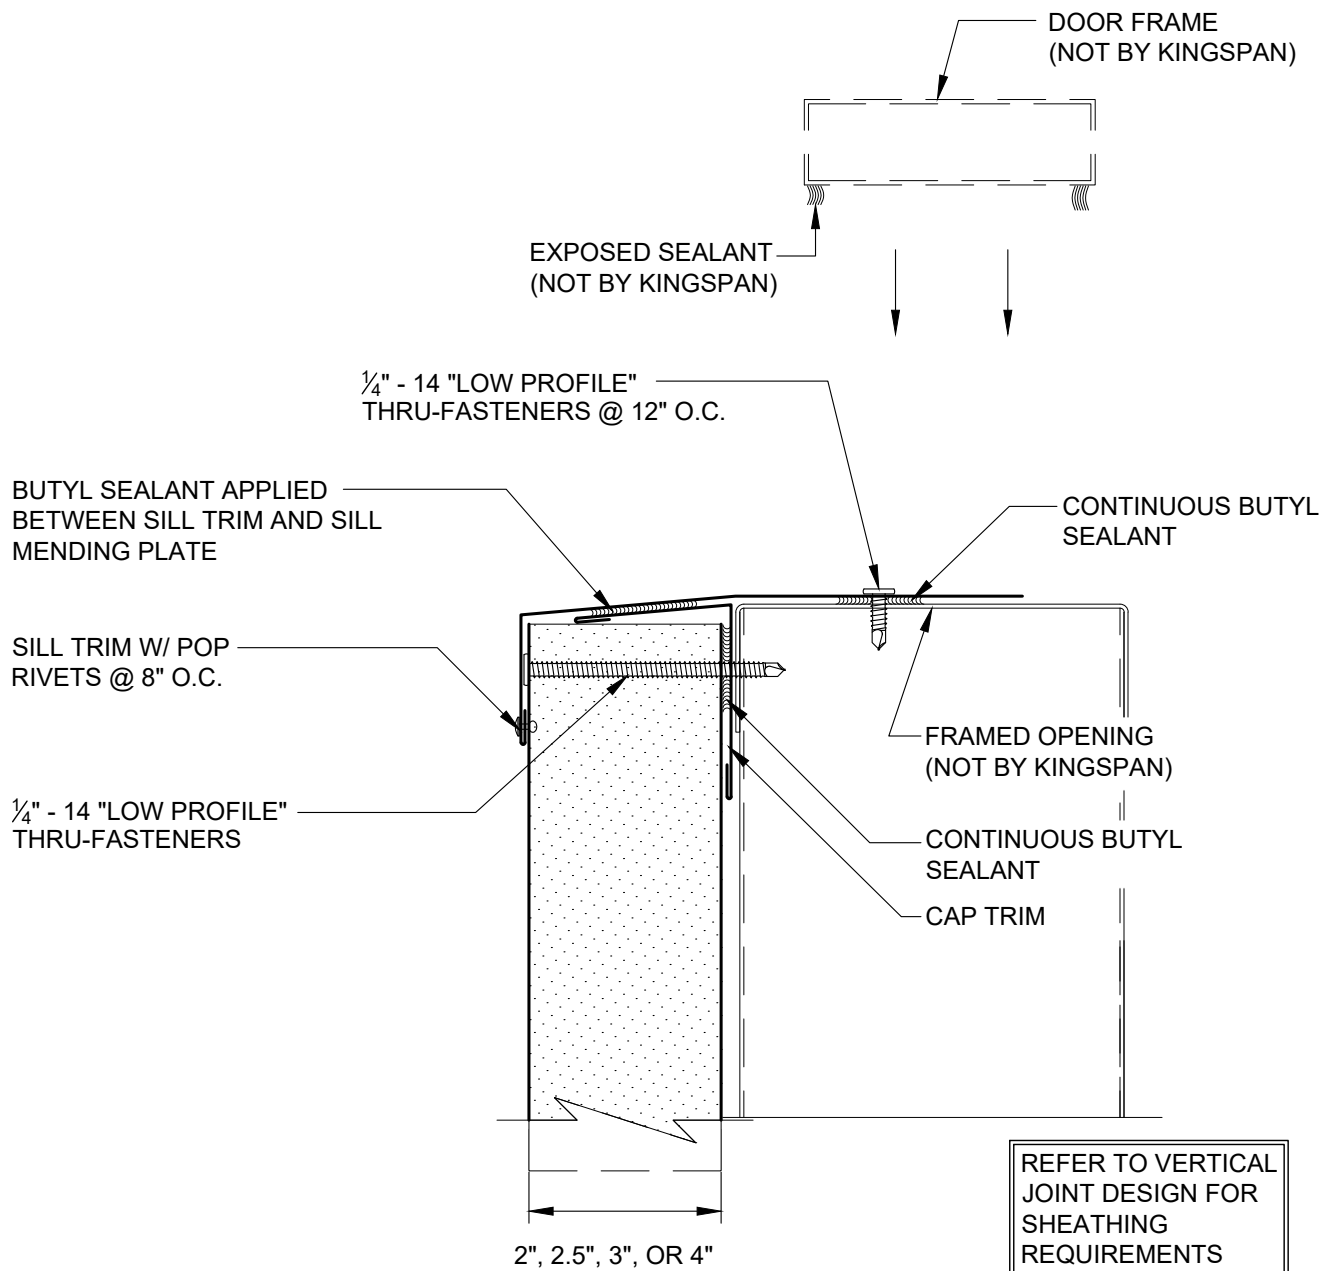 DOOR FRAME
(NOT BY KINGSPAN)
EXPOSED SEALANT
(NOT BY KINGSPAN)
¼" - 14 "LOW PROFILE"
THRU-FASTENERS @ 12" O.C.
BUTYL SEALANT APPLIED
BETWEEN SILL TRIM AND SILL
MENDING PLATE
CONTINUOUS BUTYL
SEALANT
SILL TRIM W/ POP
RIVETS @ 8" O.C.
FRAMED OPENING
(NOT BY KINGSPAN)
¼" - 14 "LOW PROFILE"
THRU-FASTENERS
CONTINUOUS BUTYL
SEALANT
CAP TRIM
REFER TO VERTICAL
JOINT DESIGN FOR
SHEATHING
REQUIREMENTS
2", 2.5", 3", OR 4"